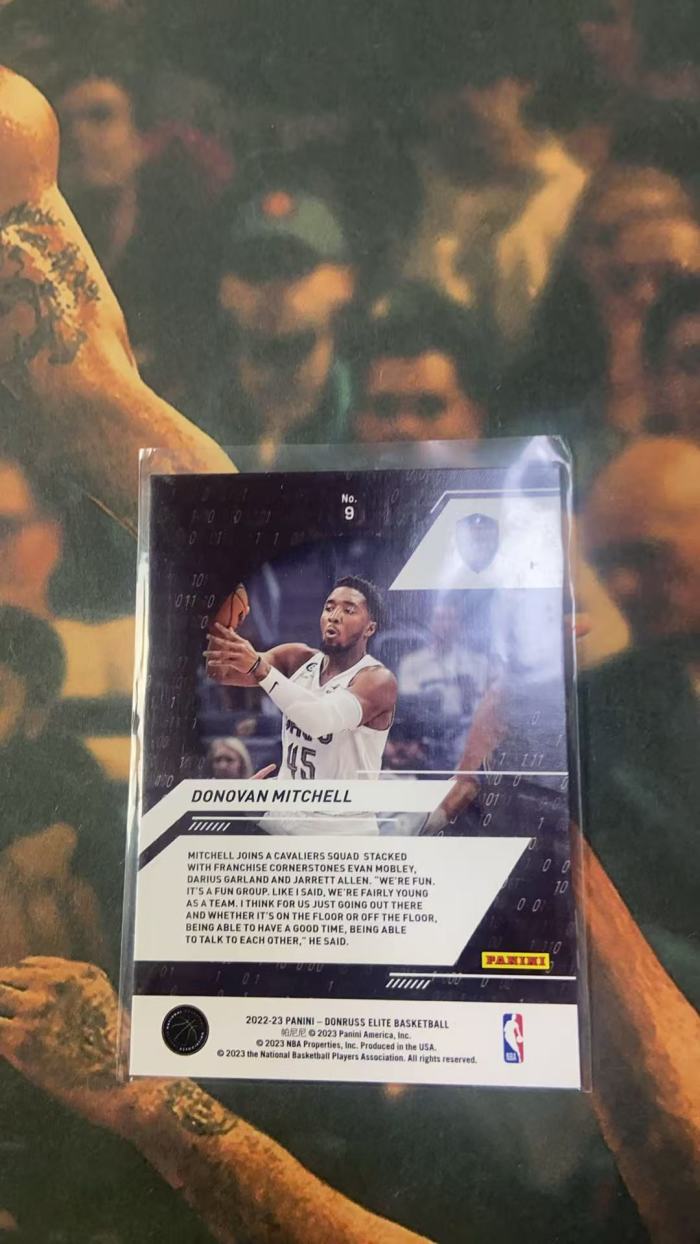 No.
9
45
DONOVAN MITCHELL
MITCHELL JOINS A CAVALIERS SQUAD STACKED
WITH FRANCHISE CORNERSTONES EVAN MOBLEY,
DARIUS GARLAND AND JARRETT ALLEN. "WE'RE FUN.
IT'S A FUN GROUP. LIKE I SAID, WE'RE FAIRLY YOUNG
AS A TEAM. I THINK FOR US JUST GOING OUT THERE
AND WHETHER IT'S ON THE FLOOR OR OFF THE FLOOR,
BEING ABLE TO HAVE A GOOD TIME, BEING ABLE
TO TALK TO EACH OTHER," HE SAID.
PANINI
2022-23 PANINI – DONRUSS ELITE BASKETBALL
帕尼尼 © 2023 Panini America, Inc.
© 2023 NBA Properties, Inc. Produced in the USA.
© 2023 the National Basketball Players Association. All rights reserved.
NBA